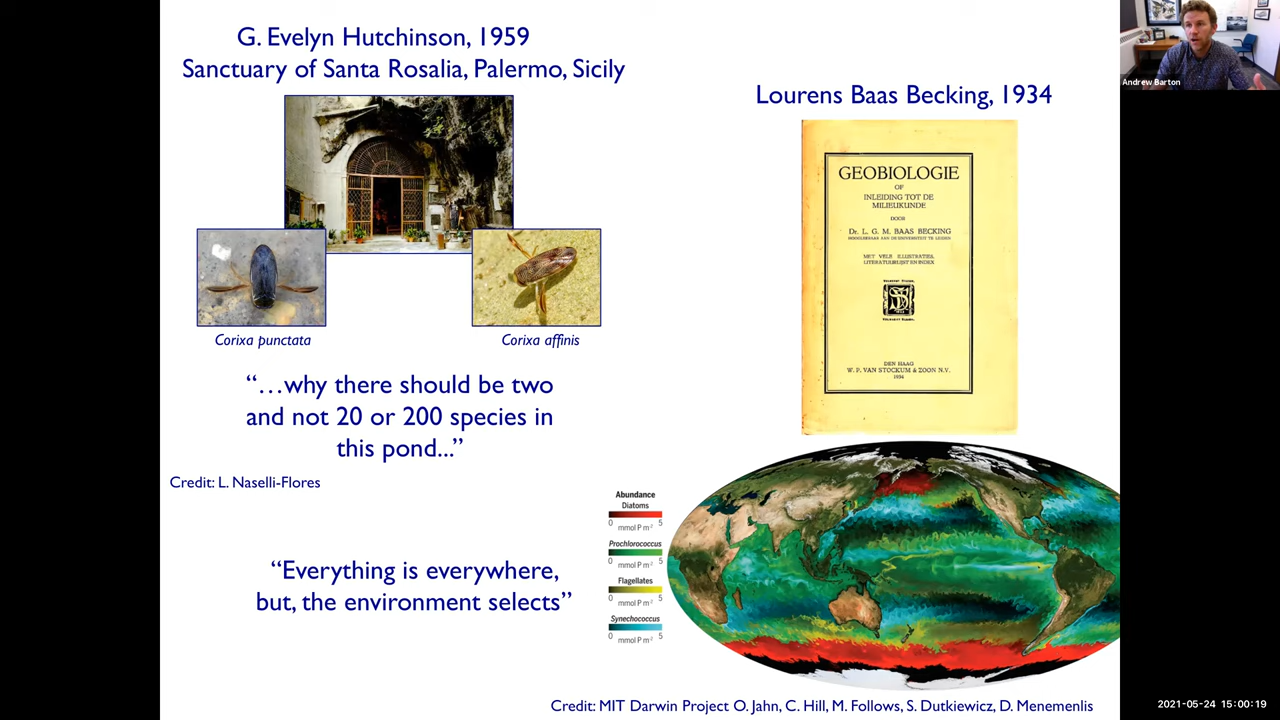 G. Evelyn Hutchinson, 1959
Sanctuary of Santa Rosalia, Palermo, Sicily
Corixa punctata
Corixa affinis
“…why there should be two
and not 20 or 200 species in
this pond...”
Credit: L. Naselli-Flores
“Everything is everywhere,
but, the environment selects”
Lourens Baas Becking, 1934
GEOBIOLOGIE
OF
INLEIDING TOT DE
MILIEUKUNDE
DOOR
Dr. L. G. M. BAAS BECKING
HOOGLEERAAR AAN DE UNIVERSITEIT TE LEIDEN
MET VELE ILLUSTRATIES,
LITERATUURLIJST EN INDEX
DEN HAAG
W. P. VAN STOCKUM & ZOON N.V.
1934
Abundance
Diatoms
0 5
mmol P m-2
Prochlorococcus
0 5
mmol P m-2
Flagellates
0 5
mmol P m-2
Synechococcus
0 5
mmol P m-2
Credit: MIT Darwin Project O. Jahn, C. Hill, M. Follows, S. Dutkiewicz, D. Menemenlis
Andrew Barton
2021-05-24 15:00:19